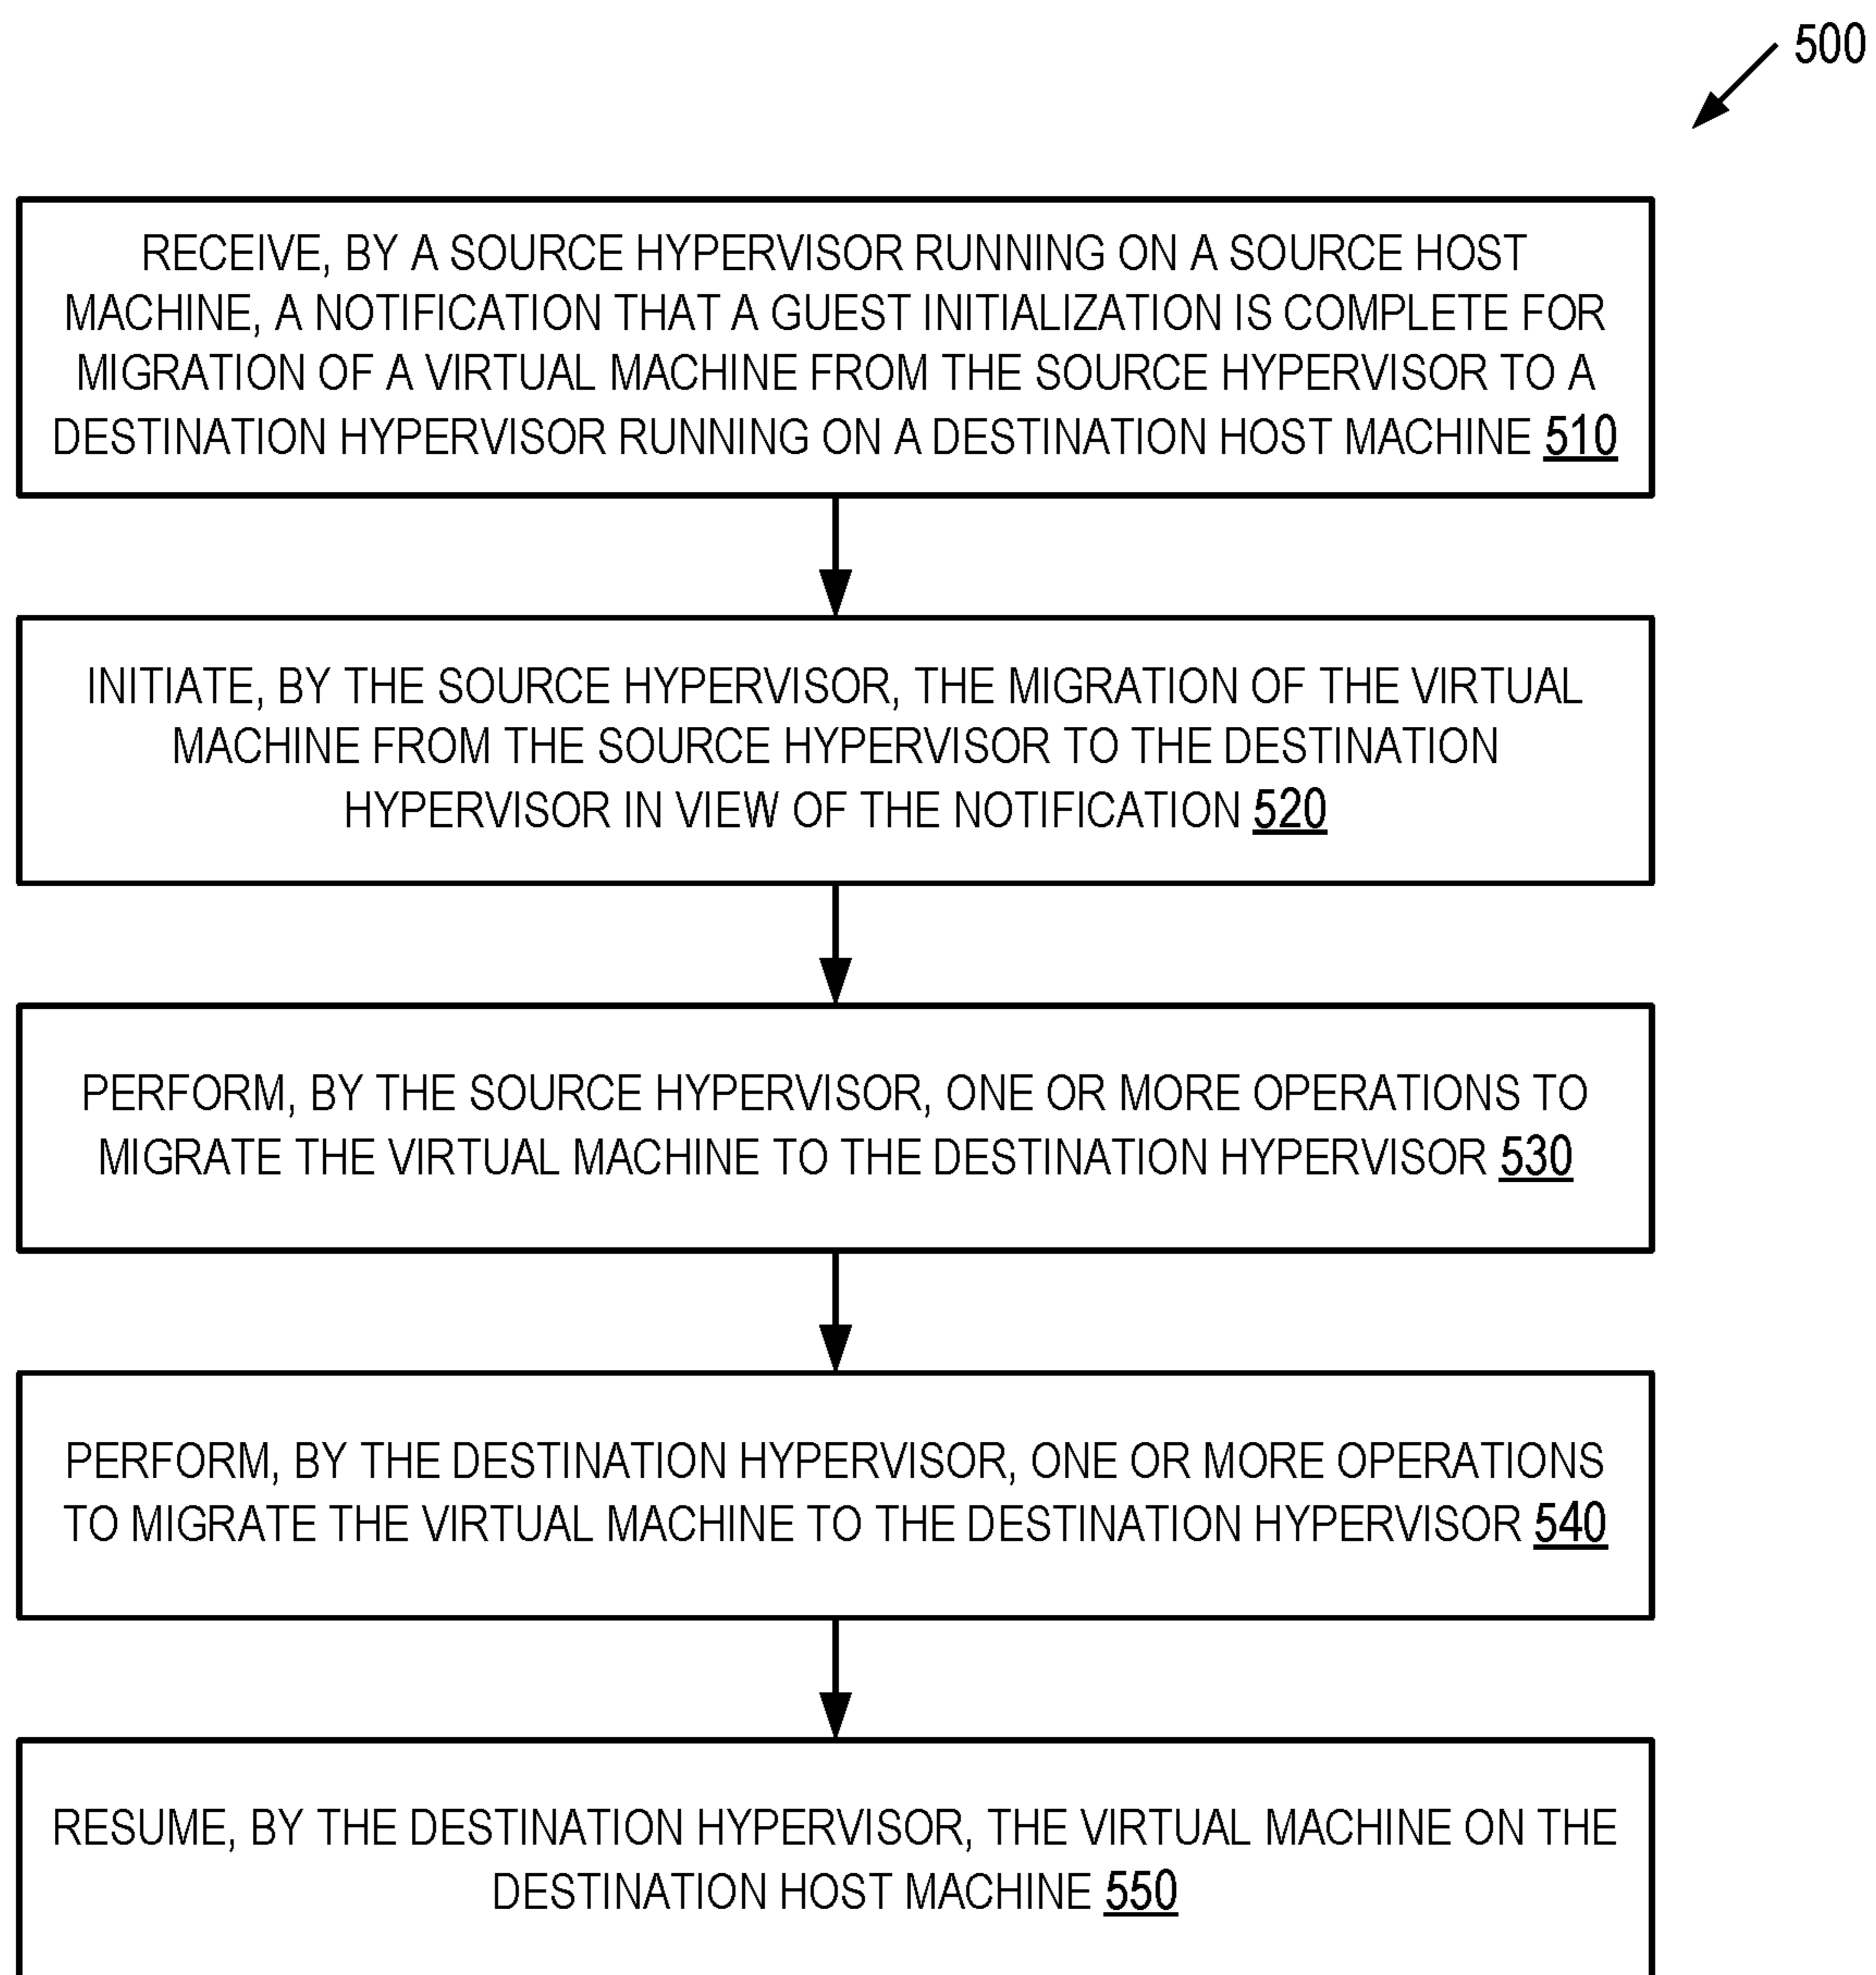 500
RECEIVE, BY A SOURCE HYPERVISOR RUNNING ON A SOURCE HOST
MACHINE, A NOTIFICATION THAT A GUEST INITIALIZATION IS COMPLETE FOR
MIGRATION OF A VIRTUAL MACHINE FROM THE SOURCE HYPERVISOR TO A
DESTINATION HYPERVISOR RUNNING ON A DESTINATION HOST MACHINE 510
INITIATE, BY THE SOURCE HYPERVISOR, THE MIGRATION OF THE VIRTUAL
MACHINE FROM THE SOURCE HYPERVISOR TO THE DESTINATION
HYPERVISOR IN VIEW OF THE NOTIFICATION 520
PERFORM, BY THE SOURCE HYPERVISOR, ONE OR MORE OPERATIONS TO
MIGRATE THE VIRTUAL MACHINE TO THE DESTINATION HYPERVISOR 530
PERFORM, BY THE DESTINATION HYPERVISOR, ONE OR MORE OPERATIONS
TO MIGRATE THE VIRTUAL MACHINE TO THE DESTINATION HYPERVISOR 540
RESUME, BY THE DESTINATION HYPERVISOR, THE VIRTUAL MACHINE ON THE
DESTINATION HOST MACHINE 550